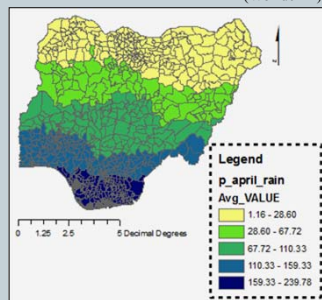 Legend
p_april_rain
Avg_VALUE
1.16 - 28.60
28.60 - 67.72
67.72 - 110.33
110.33 - 159.33
159.33 - 239.78
0 1.25 2.5 5 Decimal Degrees